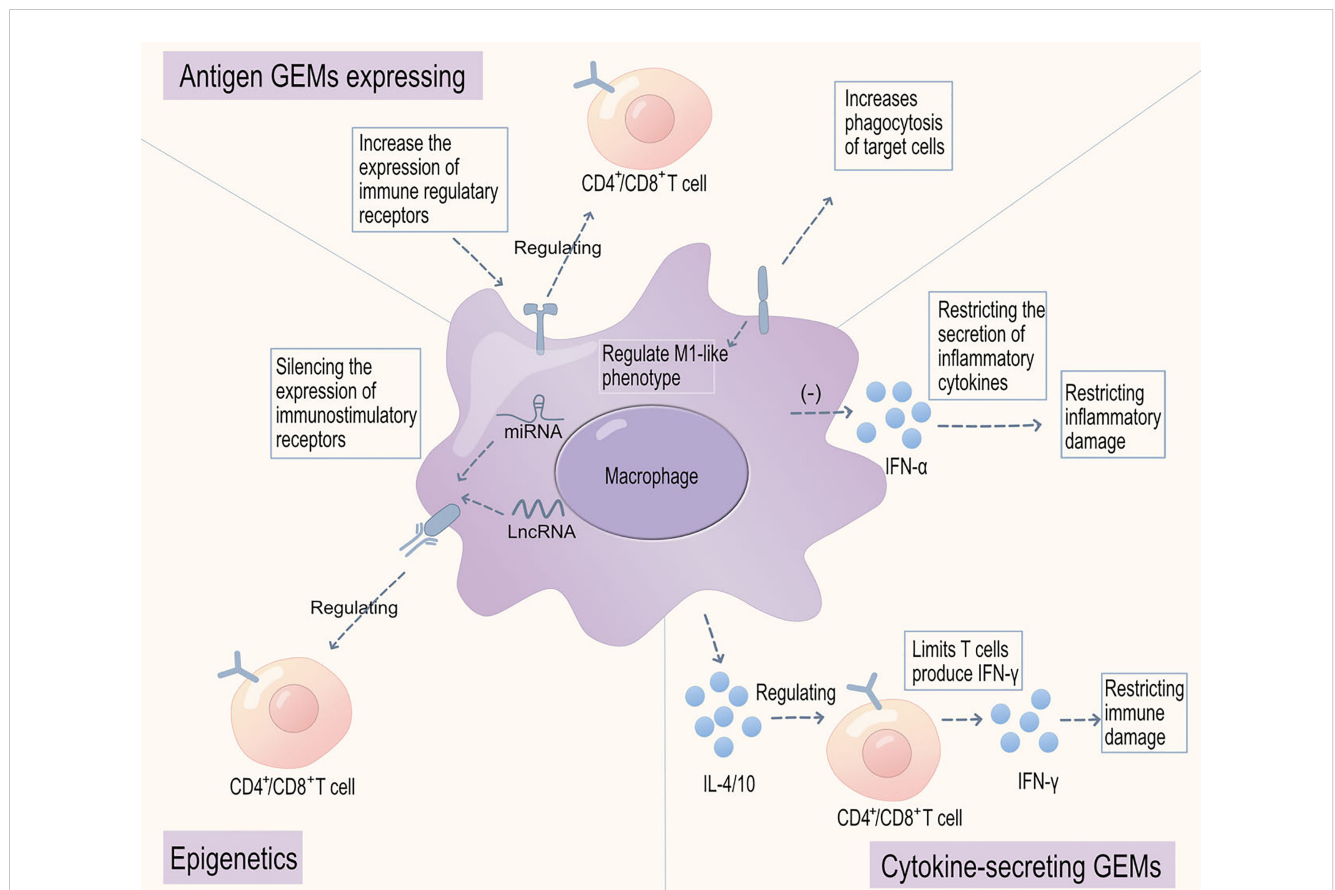 Antigen GEMs expressing
Increase the
expression of
immune regulatary
receptors
CD4⁺/CD8⁺T cell
Regulating
Increases
phagocytosis
of target cells
Regulate M1-like
phenotype
Restricting the
secretion of
inflammatory
cytokines
(-)
IFN-α
Restricting
inflammatory
damage
Silencing the
expression of
immunostimulatory
receptors
miRNA
Macrophage
LncRNA
Regulating
CD4⁺/CD8⁺T cell
Epigenetics
IL-4/10
Regulating
Limits T cells
produce IFN-γ
CD4⁺/CD8⁺T cell
IFN-γ
Restricting
immune
damage
Cytokine-secreting GEMs